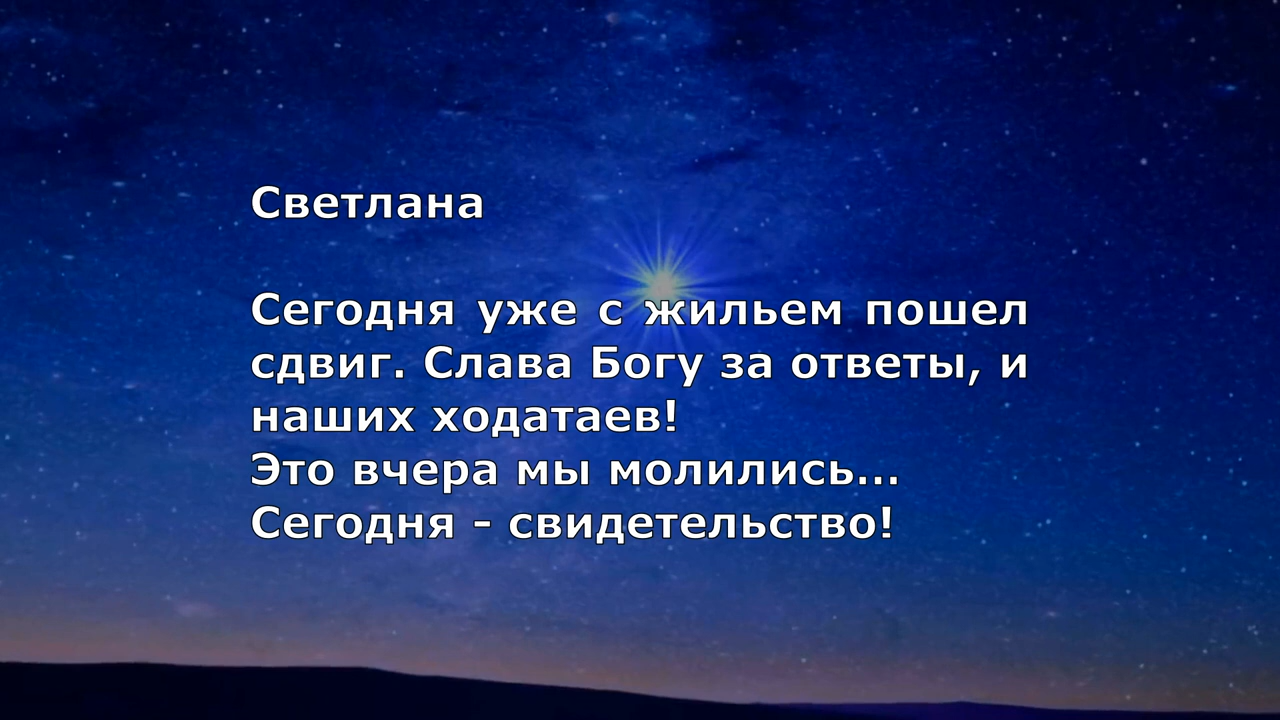 Светлана
Сегодня уже с жильем пошел
сдвиг. Слава Богу за ответы, и
наших ходатаев!
Это вчера мы молились...
Сегодня - свидетельство!